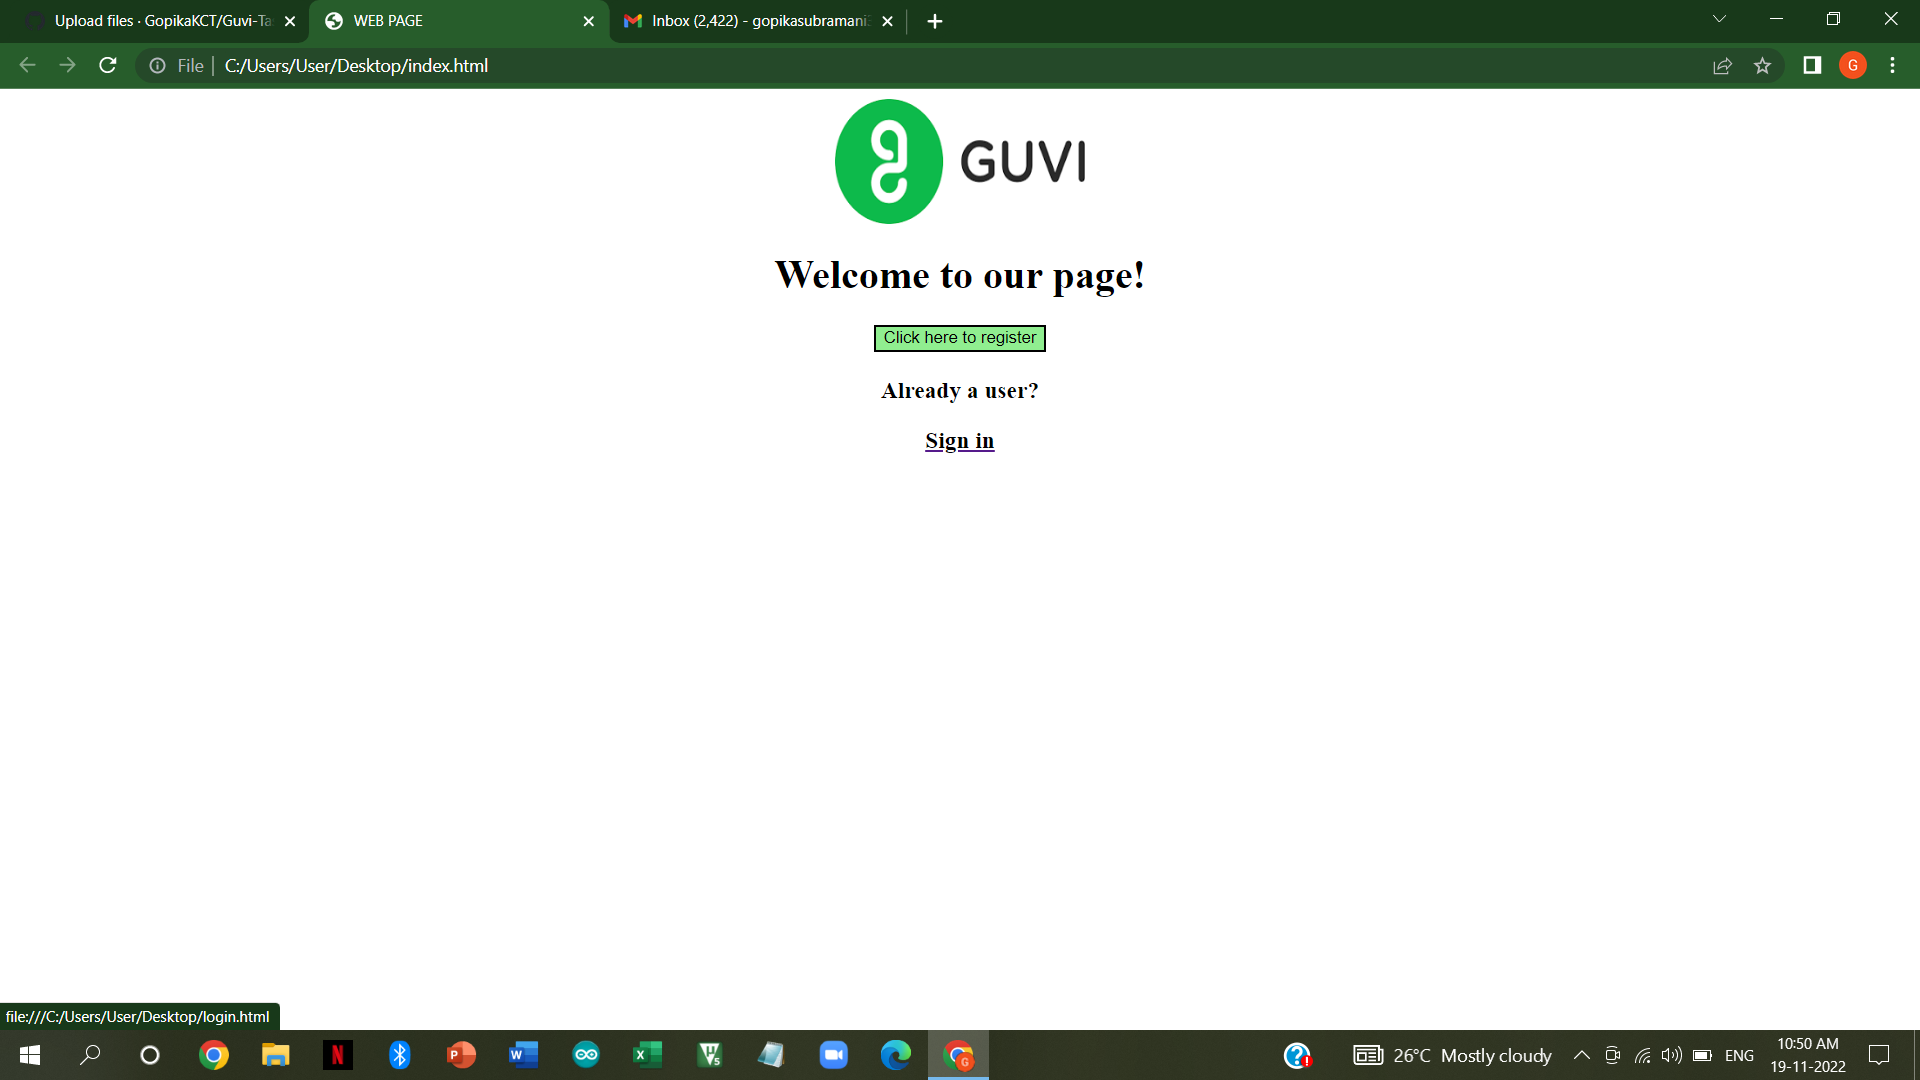 Upload files · GopikaKCT/Guvi-Ta
WEB PAGE
Inbox (2,422) - gopikasubramani
File
C:/Users/User/Desktop/index.html
G
GUVI
Welcome to our page!
Click here to register
Already a user?
Sign in
file:///C:/Users/User/Desktop/login.html
26°C Mostly cloudy
ENG
10:50 AM
19-11-2022